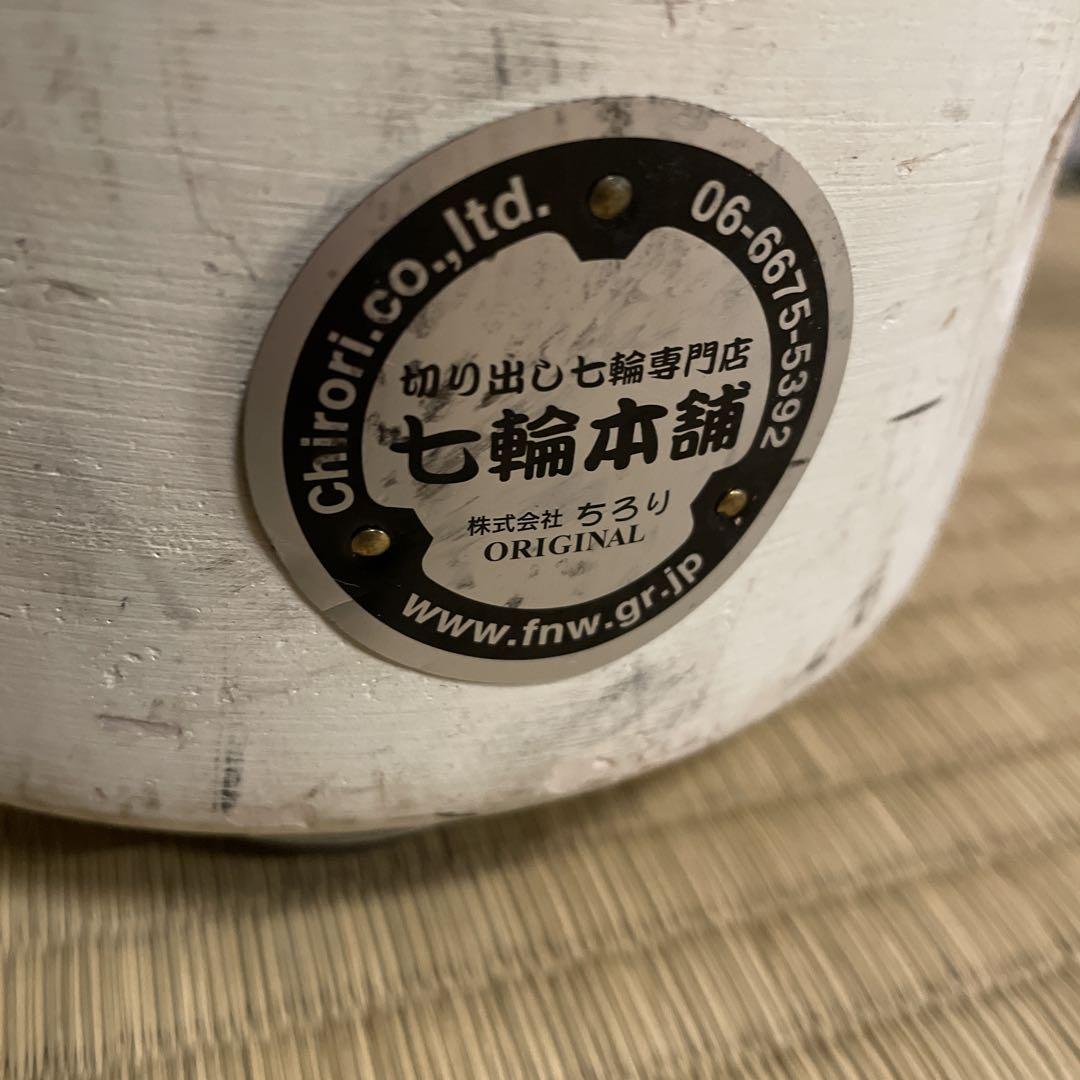 Chirori.co.,ltd.
06-6675-5392
切り出し七輪専門店
七輪本舗
株式会社 ちろり
ORIGINAL
www.fnw.gr.jp